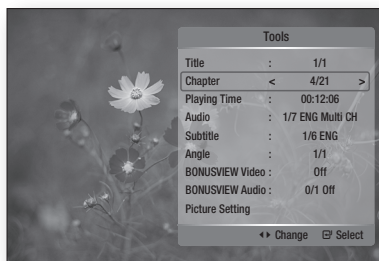 Tools
Title : 1/1
Chapter < 4/21 >
Playing Time : 00:12:06
Audio : 1/7 ENG Multi CH
Subtitle : 1/6 ENG
Angle : 1/1
BONUSVIEW Video : Off
BONUSVIEW Audio : 0/1 Off
Picture Setting
Change Select